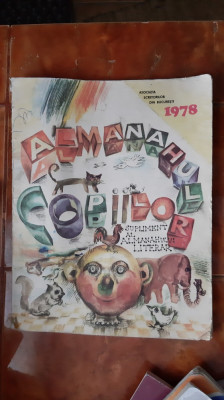 ASOCIAȚIA
SCRIITORILOR
DIN BUCUREȘTI
1978
ALMANAHUL
COPIILOR
SUPLIMENT
AL
ALMANAHULUI
LITERAR